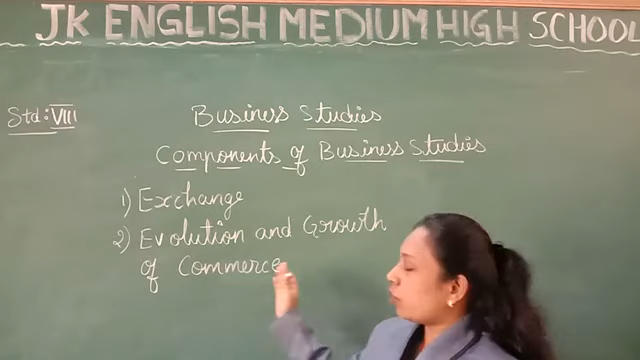 JK ENGLISH MEDIUM HIGH SCHOOL
Std: VIII
Business Studies
Components of Business Studies
1) Exchange
2) Evolution and Growth
of Commerce